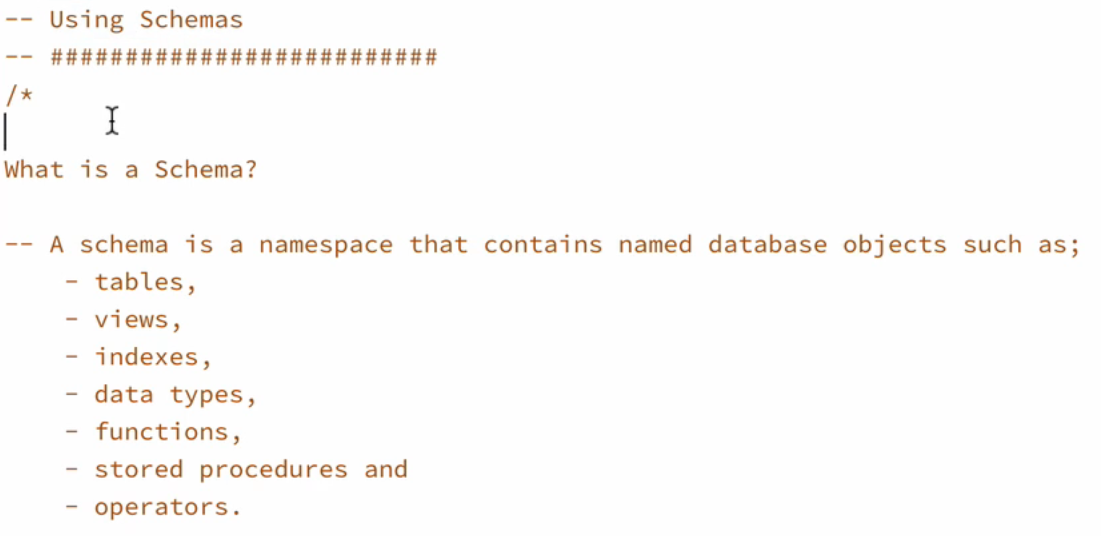 -- Using Schemas
-- ##########################
/*
What is a Schema?
-- A schema is a namespace that contains named database objects such as;
- tables,
- views,
- indexes,
- data types,
- functions,
- stored procedures and
- operators.